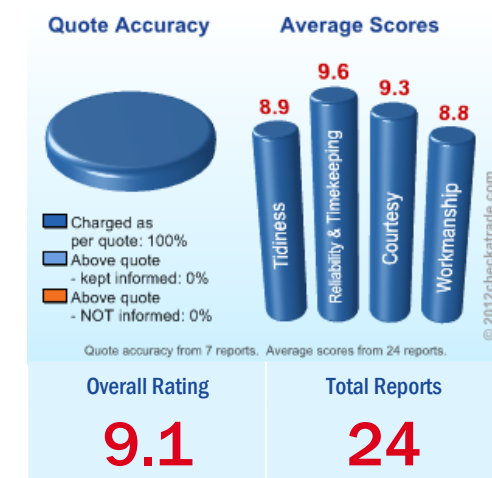 Quote Accuracy
Average Scores
8.9
9.6
9.3
8.8
Tidiness
Reliability & Timekeeping
Courtesy
Workmanship
Charged as
per quote: 100%
Above quote
- kept informed: 0%
Above quote
- NOT informed: 0%
© 2012checkatrade.com
Quote accuracy from 7 reports. Average scores from 24 reports.
Overall Rating
Total Reports
9.1
24